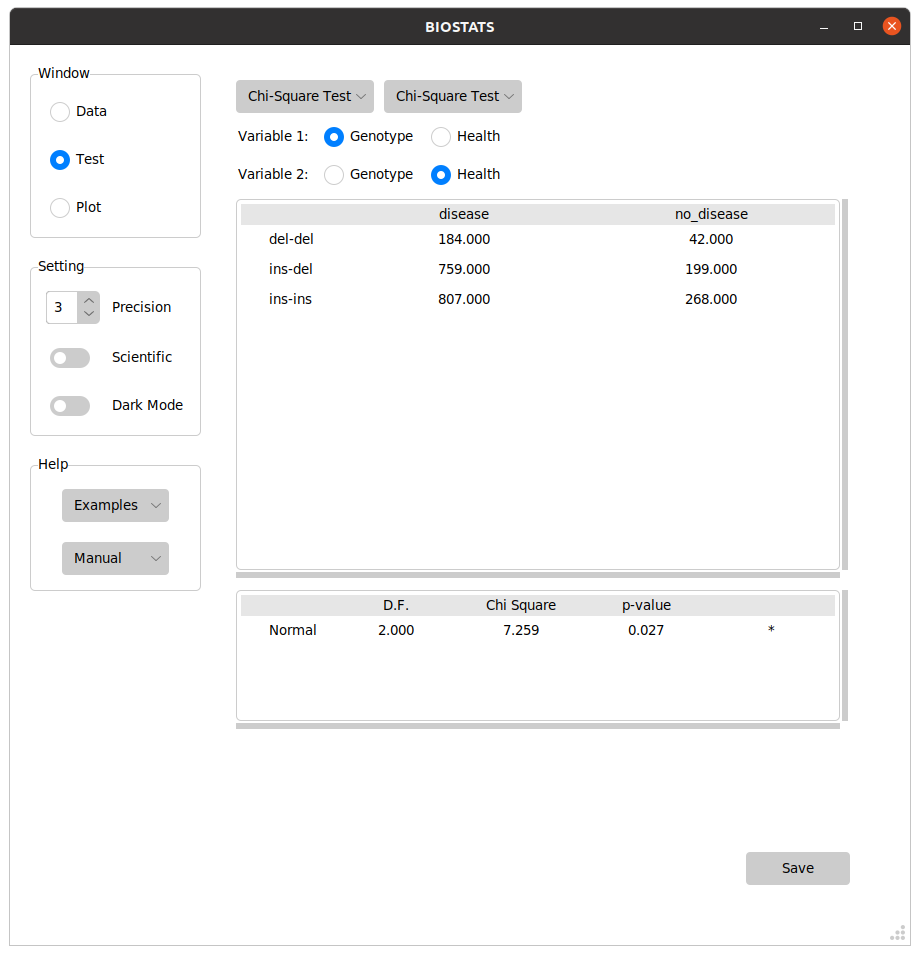 BIOSTATS
Window
Data
Test
Plot
Setting
3 Precision
Scientific
Dark Mode
Help
Examples
Manual
Chi-Square Test Chi-Square Test
Variable 1: Genotype Health
Variable 2: Genotype Health
disease no_disease
del-del 184.000 42.000
ins-del 759.000 199.000
ins-ins 807.000 268.000
D.F. Chi Square p-value
Normal 2.000 7.259 0.027 *
Save